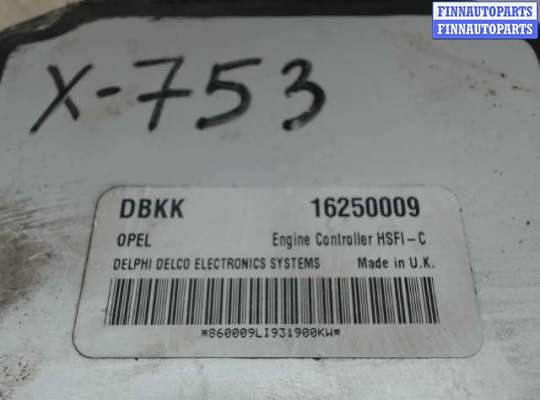 FINNAUTOPARTS
FINNAUTOPARTS
X-753
DBKK 16250009
OPEL Engine Controller HSFI-C
DELPHI DELCO ELECTRONICS SYSTEMS Made in U.K.
*860009LI931900KW*